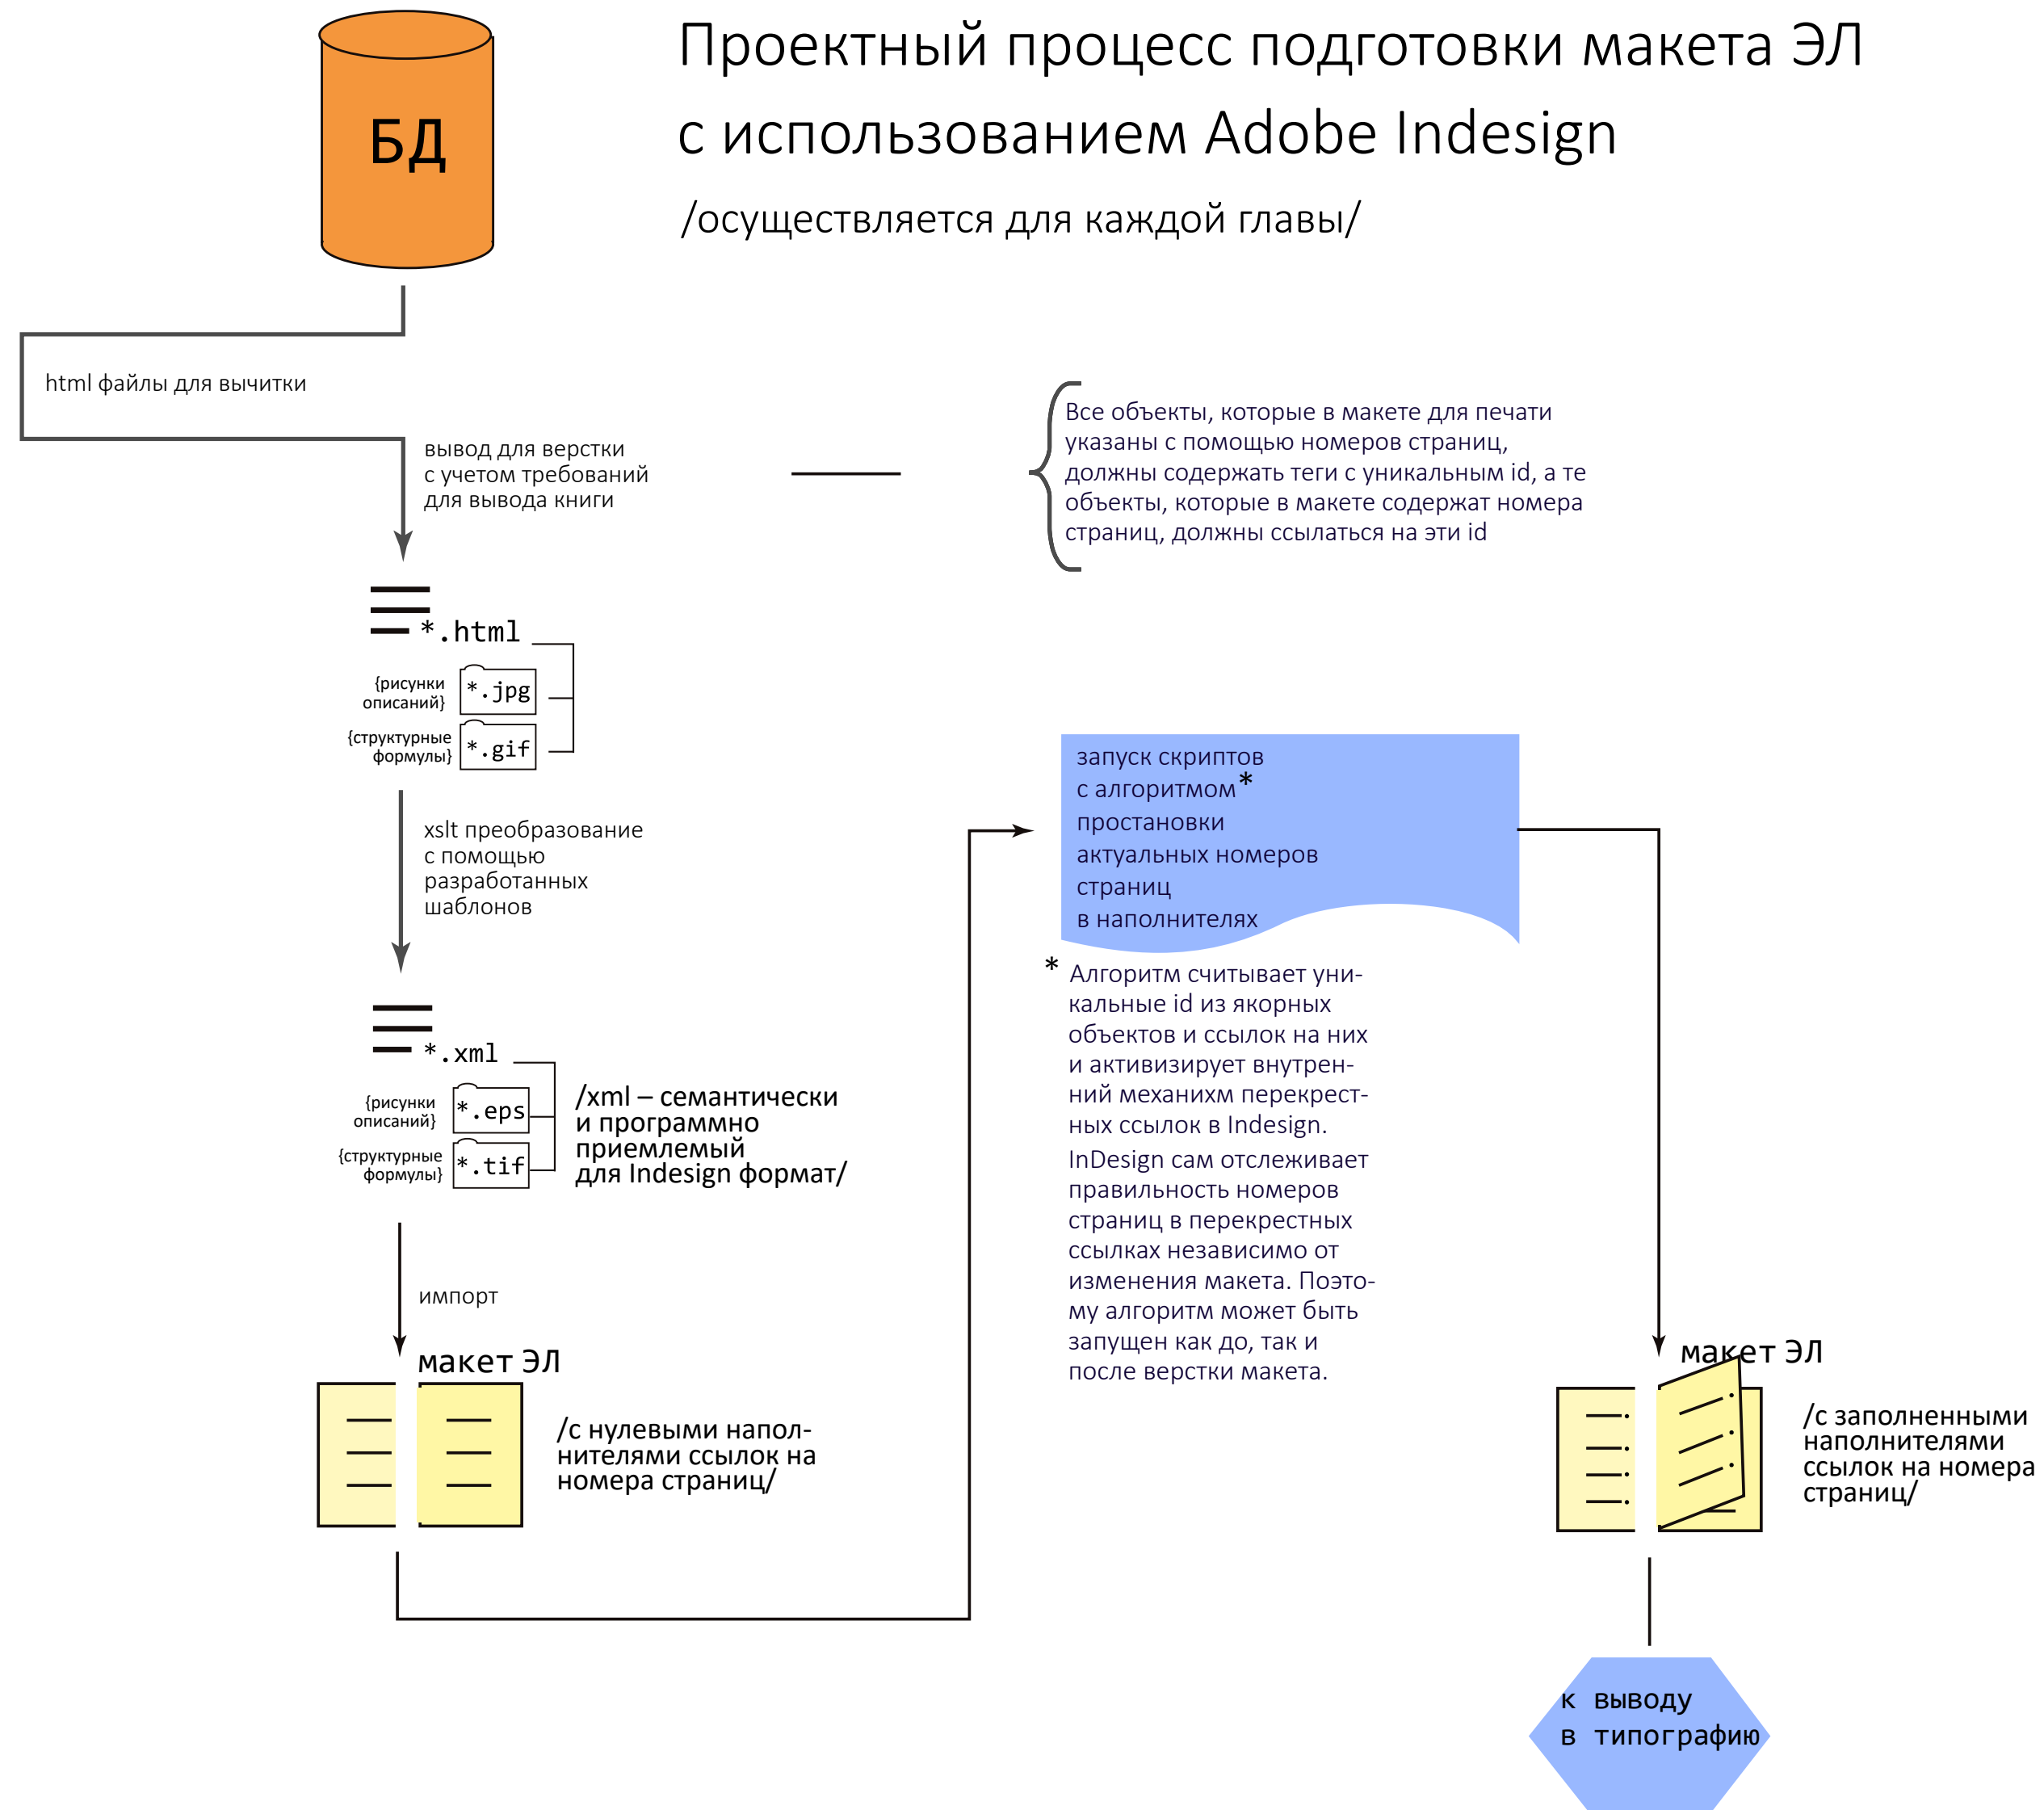 БД
Проектный процесс подготовки макета ЭЛ
с использованием Adobe Indesign
/осуществляется для каждой главы/
html файлы для вычитки
вывод для верстки
с учетом требований
для вывода книги
Все объекты, которые в макете для печати
указаны с помощью номеров страниц,
должны содержать теги с уникальным id, а те
объекты, которые в макете содержат номера
страниц, должны ссылаться на эти id
*.html
{рисунки
описаний}
*.jpg
{структурные
формулы}
*.gif
xslt преобразование
с помощью
разработанных
шаблонов
*.xml
{рисунки
описаний}
*.eps
{структурные
формулы}
*.tif
/xml – семантически
и программно
приемлемый
для Indesign формат/
импорт
макет ЭЛ
/с нулевыми напол-
нителями ссылок на
номера страниц/
запуск скриптов
с алгоритмом*
простановки
актуальных номеров
страниц
в наполнителях
* Алгоритм считывает уни-
кальные id из якорных
объектов и ссылок на них
и активизирует внутрен-
ний механихм перекрест-
ных ссылок в Indesign.
InDesign сам отслеживает
правильность номеров
страниц в перекрестных
ссылках независимо от
изменения макета. Поэто-
му алгоритм может быть
запущен как до, так и
после верстки макета.
макет ЭЛ
/с заполненными
наполнителями
ссылок на номера
страниц/
к выводу
в типографию